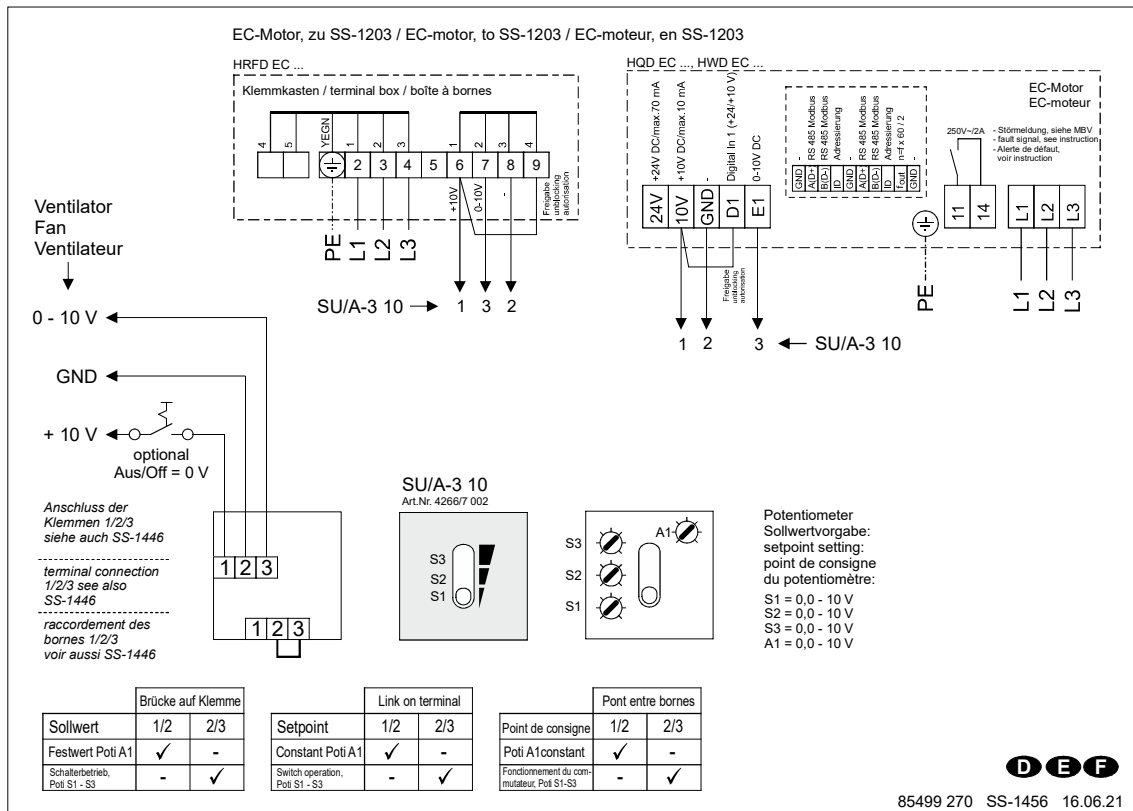 EC-Motor, zu SS-1203 / EC-motor, to SS-1203 / EC-moteur, en SS-1203
HRFD EC ...
Klemmkasten / terminal box / boîte à bornes
4 5 YEGN 1 2 3 4 1 2 3 4
2 3 4 5 6 7 8 9
+10V 0-10V - Freigabe unblocking autorisation
PE L1 L2 L3
SU/A-3 10 1 3 2
HQD EC ..., HWD EC ...
+24V DC/max.70 mA
+10V DC/max.10 mA
-
Digital In 1 (+24/+10 V)
0-10V DC
24V 10V GND D1 E1
Freigabe
unblocking
autorisation
1 2 3 SU/A-3 10
-
RS 485 Modbus
RS 485 Modbus
Adressierung
-
RS 485 Modbus
RS 485 Modbus
Adressierung
n=f x 60 / 2
-
GND A(D+) B(D-) ID GND A(D+) B(D-) ID fout GND
EC-Motor
EC-moteur
250V~/2A
- Störmeldung, siehe MBV
- fault signal, see instruction
- Alerte de défaut,
voir instruction
11 14 L1 L2 L3
PE L1 L2 L3
Ventilator
Fan
Ventilateur
0 - 10 V
GND
+ 10 V
optional
Aus/Off = 0 V
Anschluss der
Klemmen 1/2/3
siehe auch SS-1446
terminal connection
1/2/3 see also
SS-1446
raccordement des
bornes 1/2/3
voir aussi SS-1446
1 2 3
1 2 3
SU/A-3 10
Art.Nr. 4266/7 002
S3
S2
S1
A1
S3
S2
S1
Potentiometer
Sollwertvorgabe:
setpoint setting:
point de consigne
du potentiomètre:
S1 = 0,0 - 10 V
S2 = 0,0 - 10 V
S3 = 0,0 - 10 V
A1 = 0,0 - 10 V
Brücke auf Klemme
Sollwert 1/2 2/3
Festwert Poti A1 ✓ -
Schalterbetrieb,
Poti S1 - S3 - ✓
Link on terminal
Setpoint 1/2 2/3
Constant Poti A1 ✓ -
Switch operation,
Poti S1 - S3 - ✓
Pont entre bornes
Point de consigne 1/2 2/3
Poti A1constant ✓ -
Fonctionnement du com-
mutateur, Poti S1-S3 - ✓
D E F
85499 270 SS-1456 16.06.21